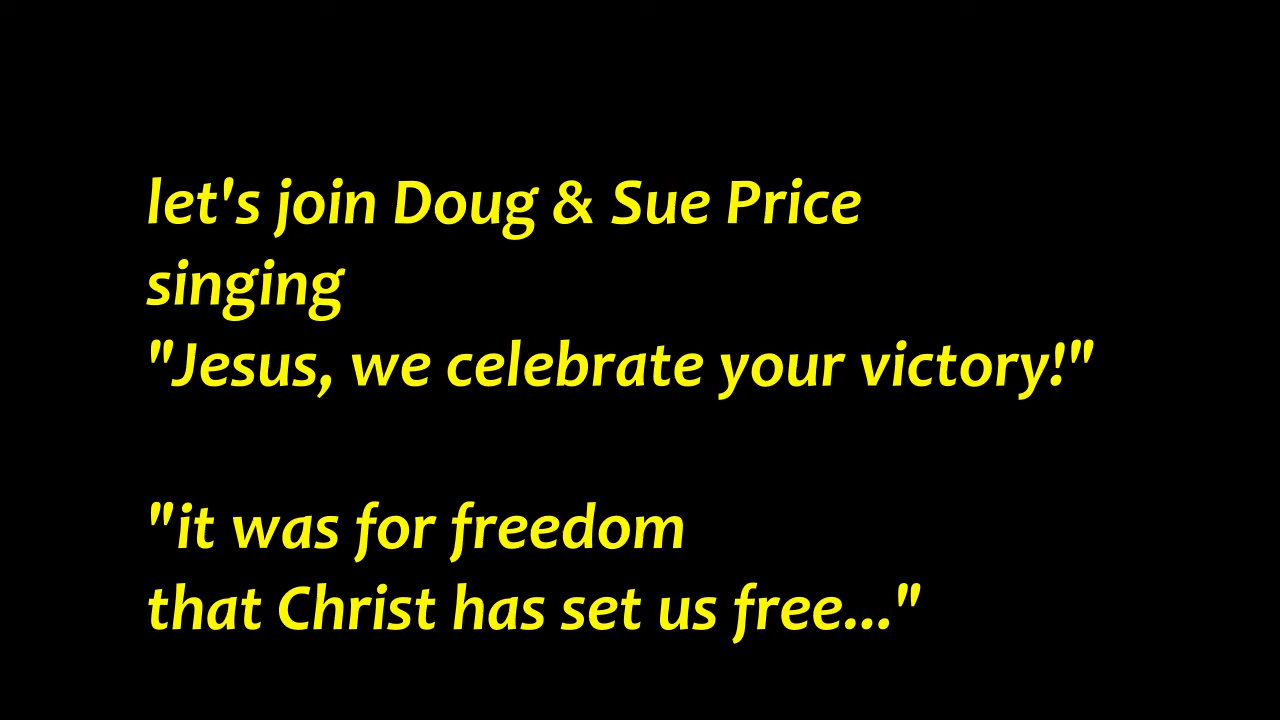 let's join Doug & Sue Price
singing
"Jesus, we celebrate your victory!"
"it was for freedom
that Christ has set us free..."